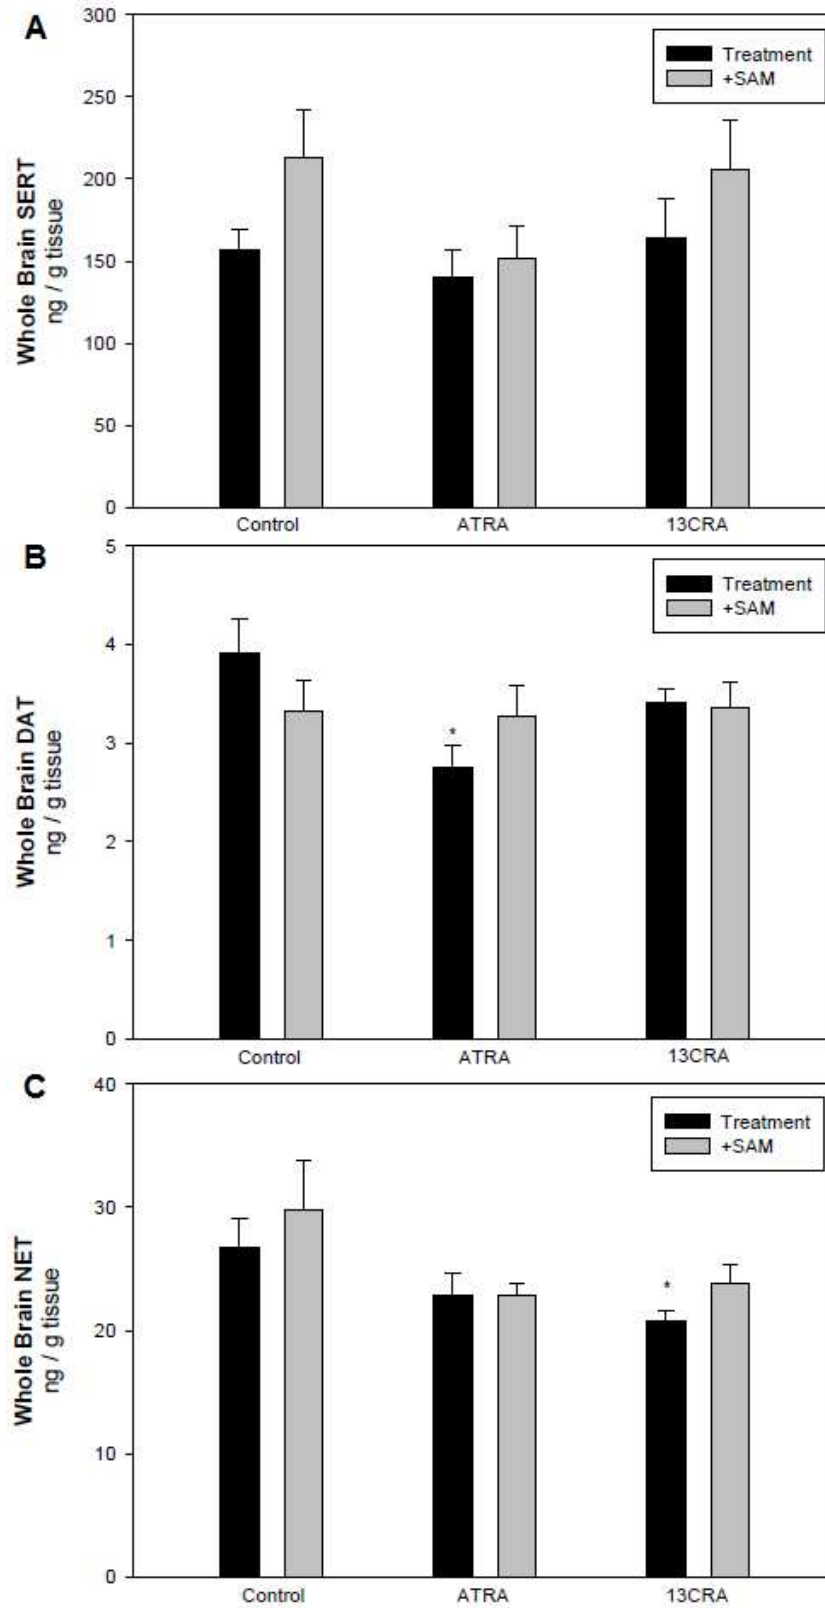 A
300
250
200
150
100
50
0
Whole Brain SERT
ng / g tissue
Treatment
+SAM
Control ATRA 13CRA
B
5
4
3
2
1
0
Whole Brain DAT
ng / g tissue
Treatment
+SAM
*
Control ATRA 13CRA
C
40
30
20
10
0
Whole Brain NET
ng / g tissue
Treatment
+SAM
*
Control ATRA 13CRA